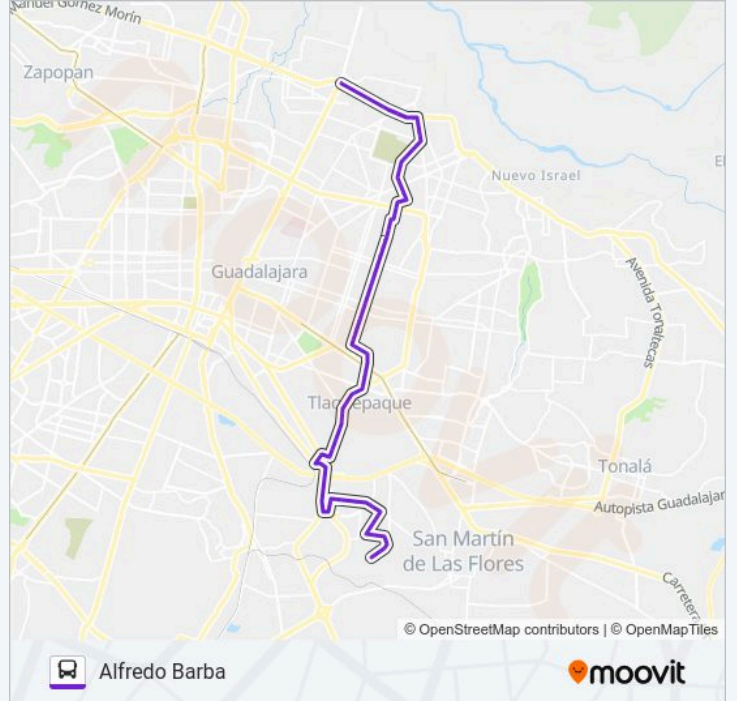 Manuel Gómez Morín
Zapopan
Nuevo Israel
El
Guadalajara
Avenida Tonaltecas
Tlaquepaque
Tonalá
Autopista Guadalajar
San Martín
de Las Flores
Carretera
© OpenStreetMap contributors | © OpenMapTiles
Alfredo Barba
moovit